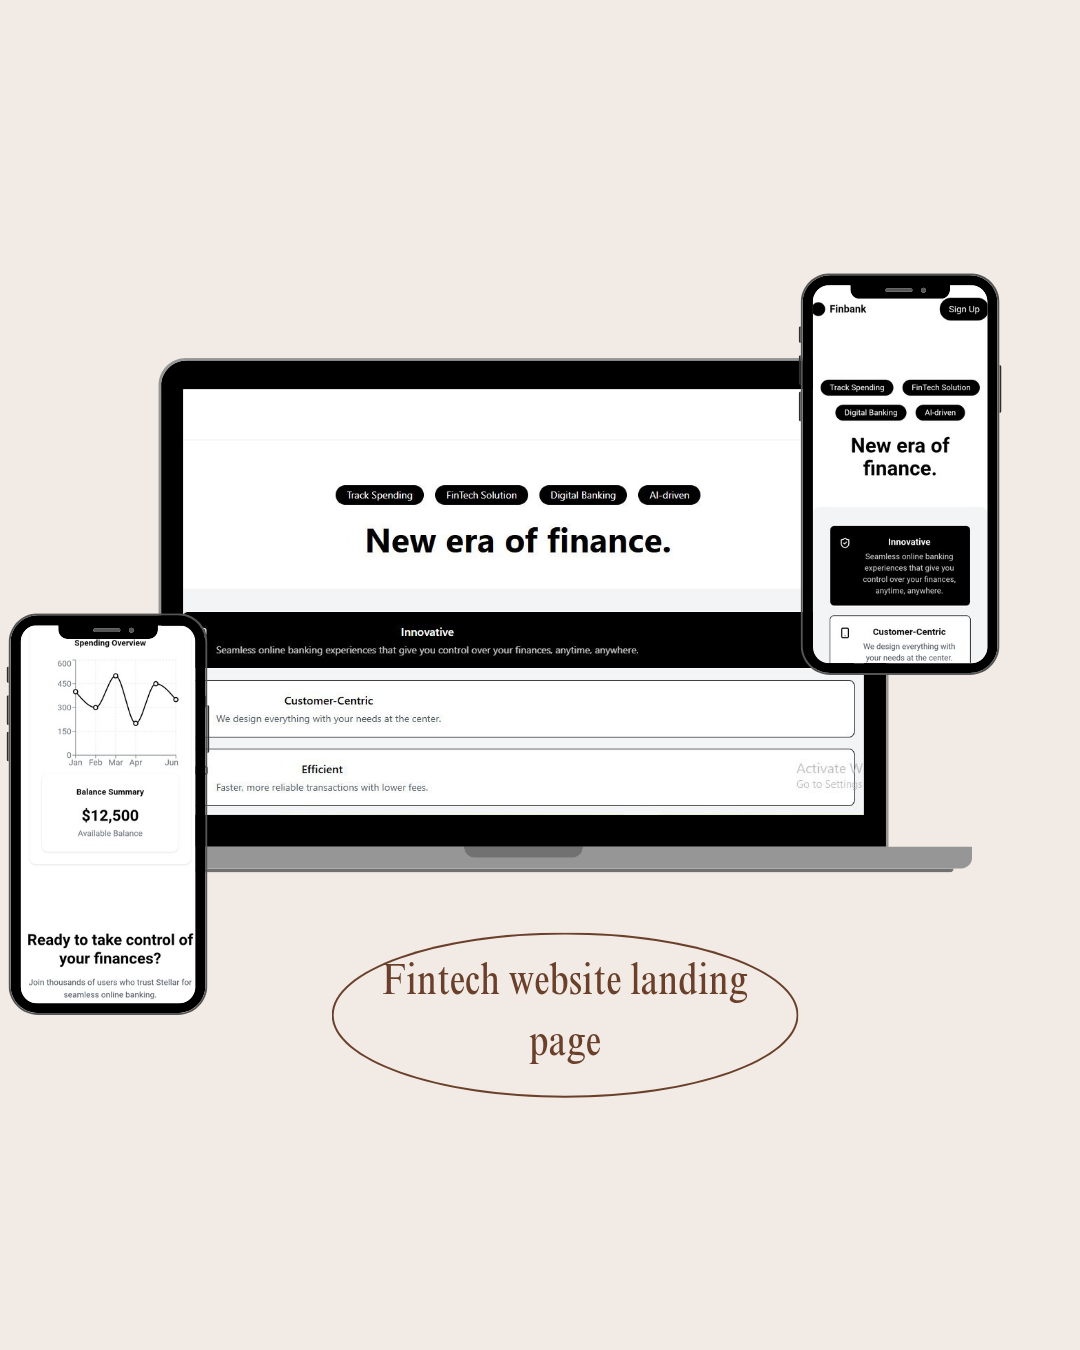 Finbank
Sign Up
Track Spending
FinTech Solution
Digital Banking
AI-driven
New era of
finance.
Innovative
Seamless online banking
experiences that give you
control over your finances,
anytime, anywhere.
Customer-Centric
We design everything with
your needs at the center.
Track Spending
FinTech Solution
Digital Banking
AI-driven
New era of finance.
Innovative
Seamless online banking experiences that give you control over your finances, anytime, anywhere.
Customer-Centric
We design everything with your needs at the center.
Efficient
Faster, more reliable transactions with lower fees.
Activate W
Go to Settings
Spending Overview
600
450
300
150
0
Jan Feb Mar Apr Jun
Balance Summary
$12,500
Available Balance
Ready to take control of
your finances?
Join thousands of users who trust Stellar for
seamless online banking.
Fintech website landing
page